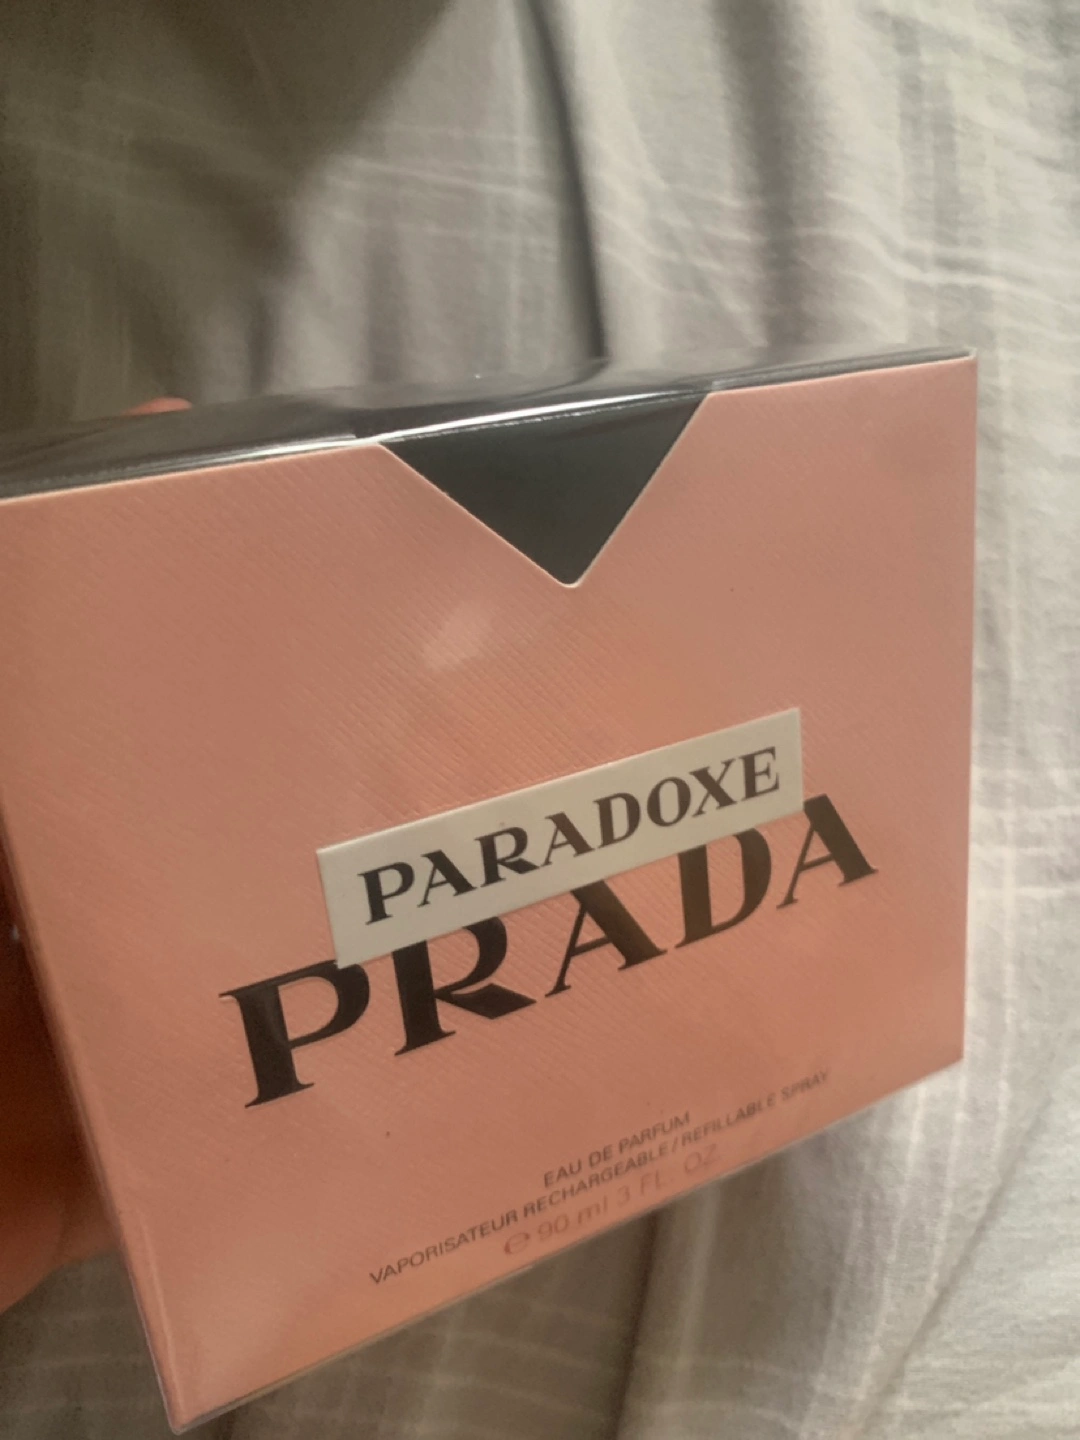 PARADOXE
PRADA
EAU DE PARFUM
VAPORISATEUR RECHARGEABLE / REFILLABLE SPRAY
℮ 90 ml 3 FL. OZ